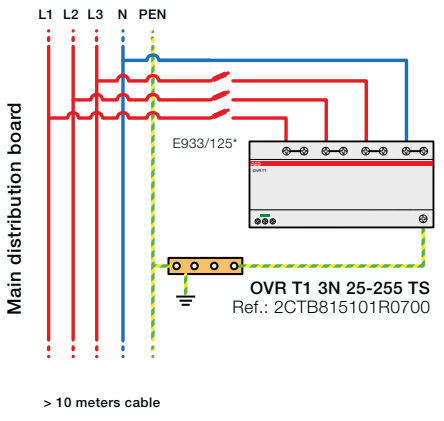 L1 L2 L3 N PEN
Main distribution board
E933/125*
ABB
OVR T1
OVR T1 3N 25-255 TS
Ref.: 2CTB815101R0700
> 10 meters cable